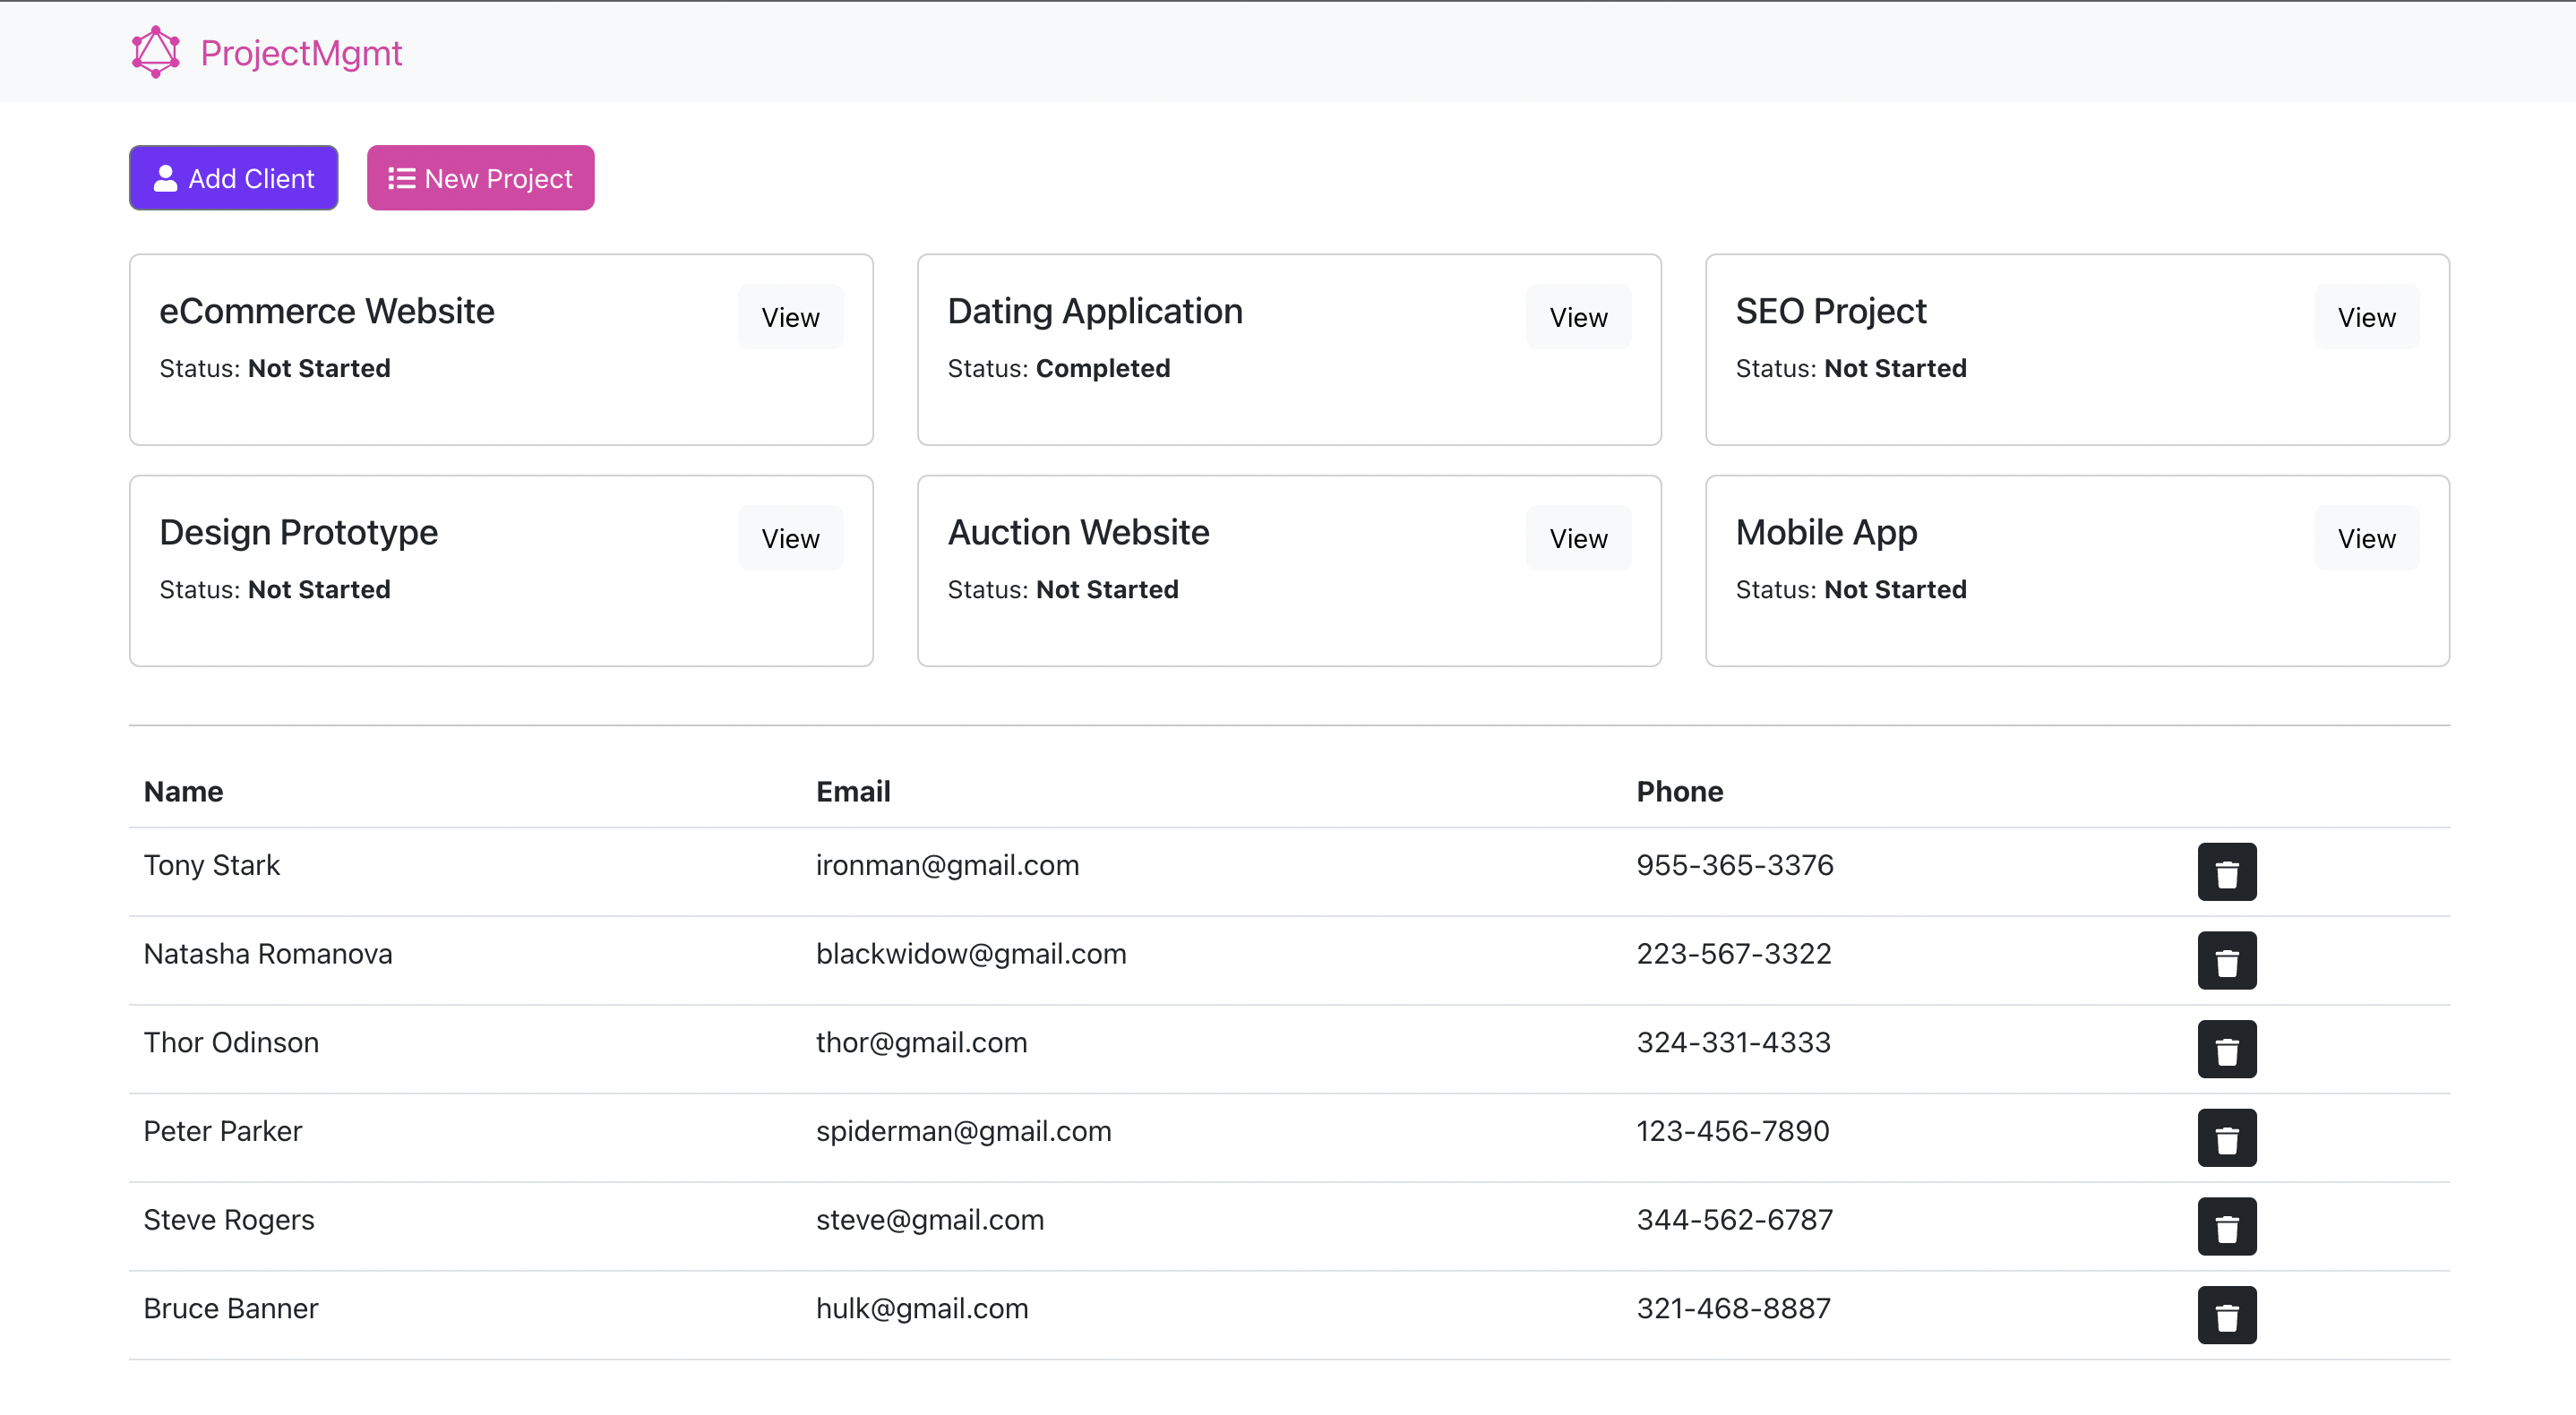 ProjectMgmt
Add Client New Project
eCommerce Website View
Status: Not Started
Dating Application View
Status: Completed
SEO Project View
Status: Not Started
Design Prototype View
Status: Not Started
Auction Website View
Status: Not Started
Mobile App View
Status: Not Started
Name Email Phone
Tony Stark ironman@gmail.com 955-365-3376
Natasha Romanova blackwidow@gmail.com 223-567-3322
Thor Odinson thor@gmail.com 324-331-4333
Peter Parker spiderman@gmail.com 123-456-7890
Steve Rogers steve@gmail.com 344-562-6787
Bruce Banner hulk@gmail.com 321-468-8887